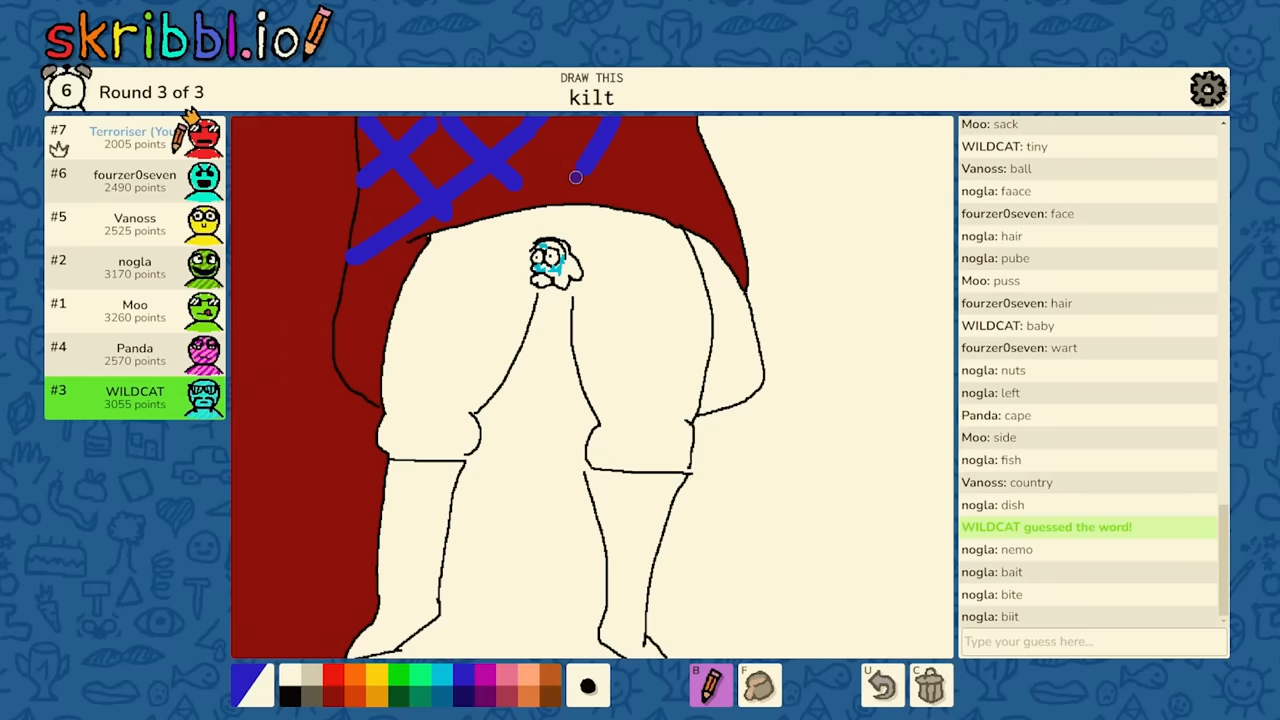 skribbl.io
6
Round 3 of 3
DRAW THIS
kilt
#7
Terroriser (You
2005 points
#6
fourzer0seven
2490 points
#5
Vanoss
2525 points
#2
nogla
3170 points
#1
Moo
3260 points
#4
Panda
2570 points
#3
WILDCAT
3055 points
Moo: sack
WILDCAT: tiny
Vanoss: ball
nogla: faace
fourzer0seven: face
nogla: hair
nogla: pube
Moo: puss
fourzer0seven: hair
WILDCAT: baby
fourzer0seven: wart
nogla: nuts
nogla: left
Panda: cape
Moo: side
nogla: fish
Vanoss: country
nogla: dish
WILDCAT guessed the word!
nogla: nemo
nogla: bait
nogla: bite
nogla: biit
Type your guess here...
B
F
U
C